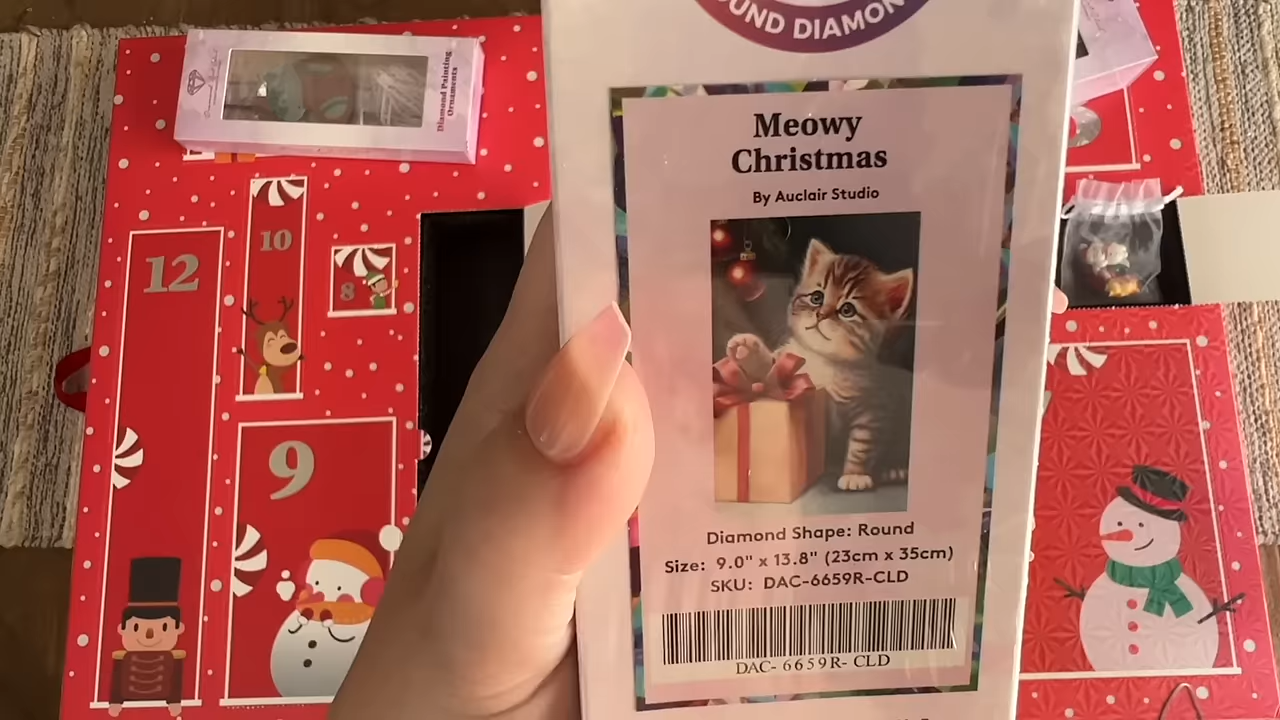 OUND DIAMON
Meowy
Christmas
By Auclair Studio
Diamond Shape: Round
Size: 9.0" x 13.8" (23cm x 35cm)
SKU: DAC-6659R-CLD
DAC- 6659R- CLD
Diamond Painting
Ornaments
12
10
8
9